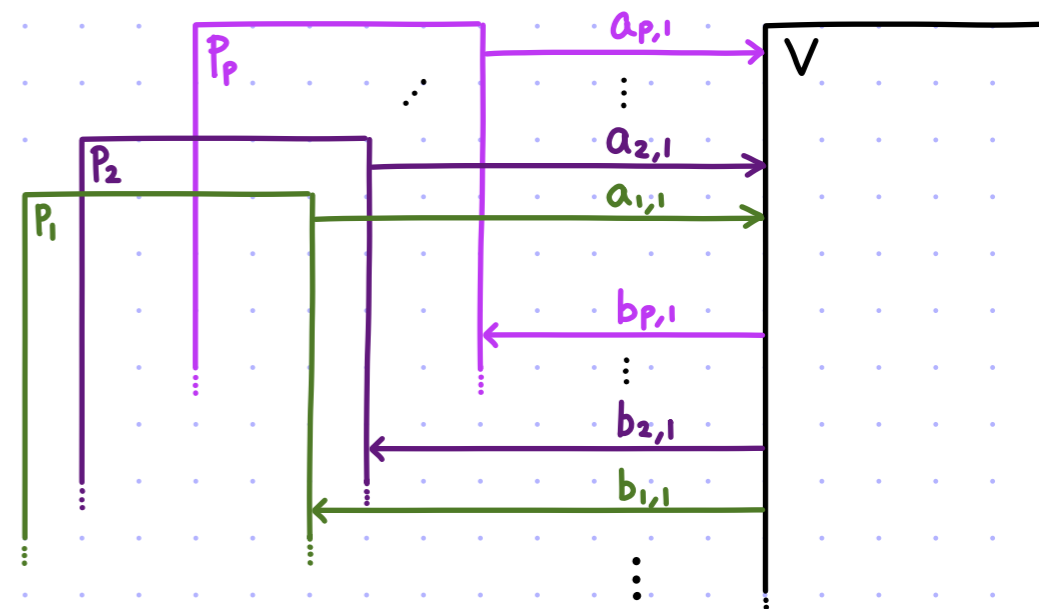 a_{p,1}
P_p
V
⋮
a_{2,1}
P_2
a_{1,1}
P_1
b_{p,1}
⋮
b_{2,1}
b_{1,1}
⋮